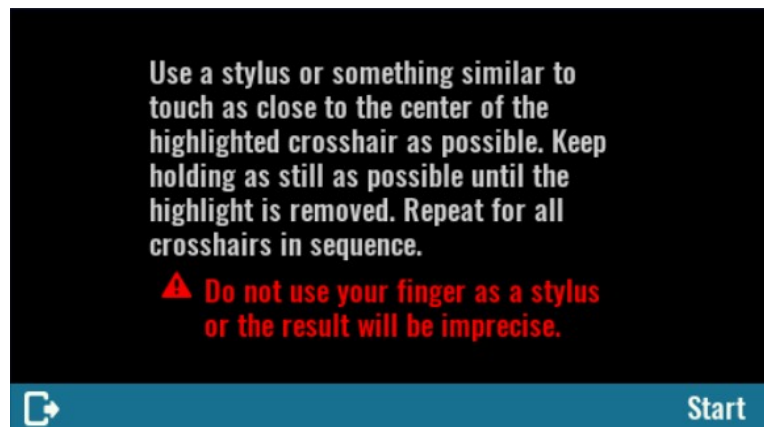 Use a stylus or something similar to
touch as close to the center of the
highlighted crosshair as possible. Keep
holding as still as possible until the
highlight is removed. Repeat for all
crosshairs in sequence.
Do not use your finger as a stylus
or the result will be imprecise.
Start